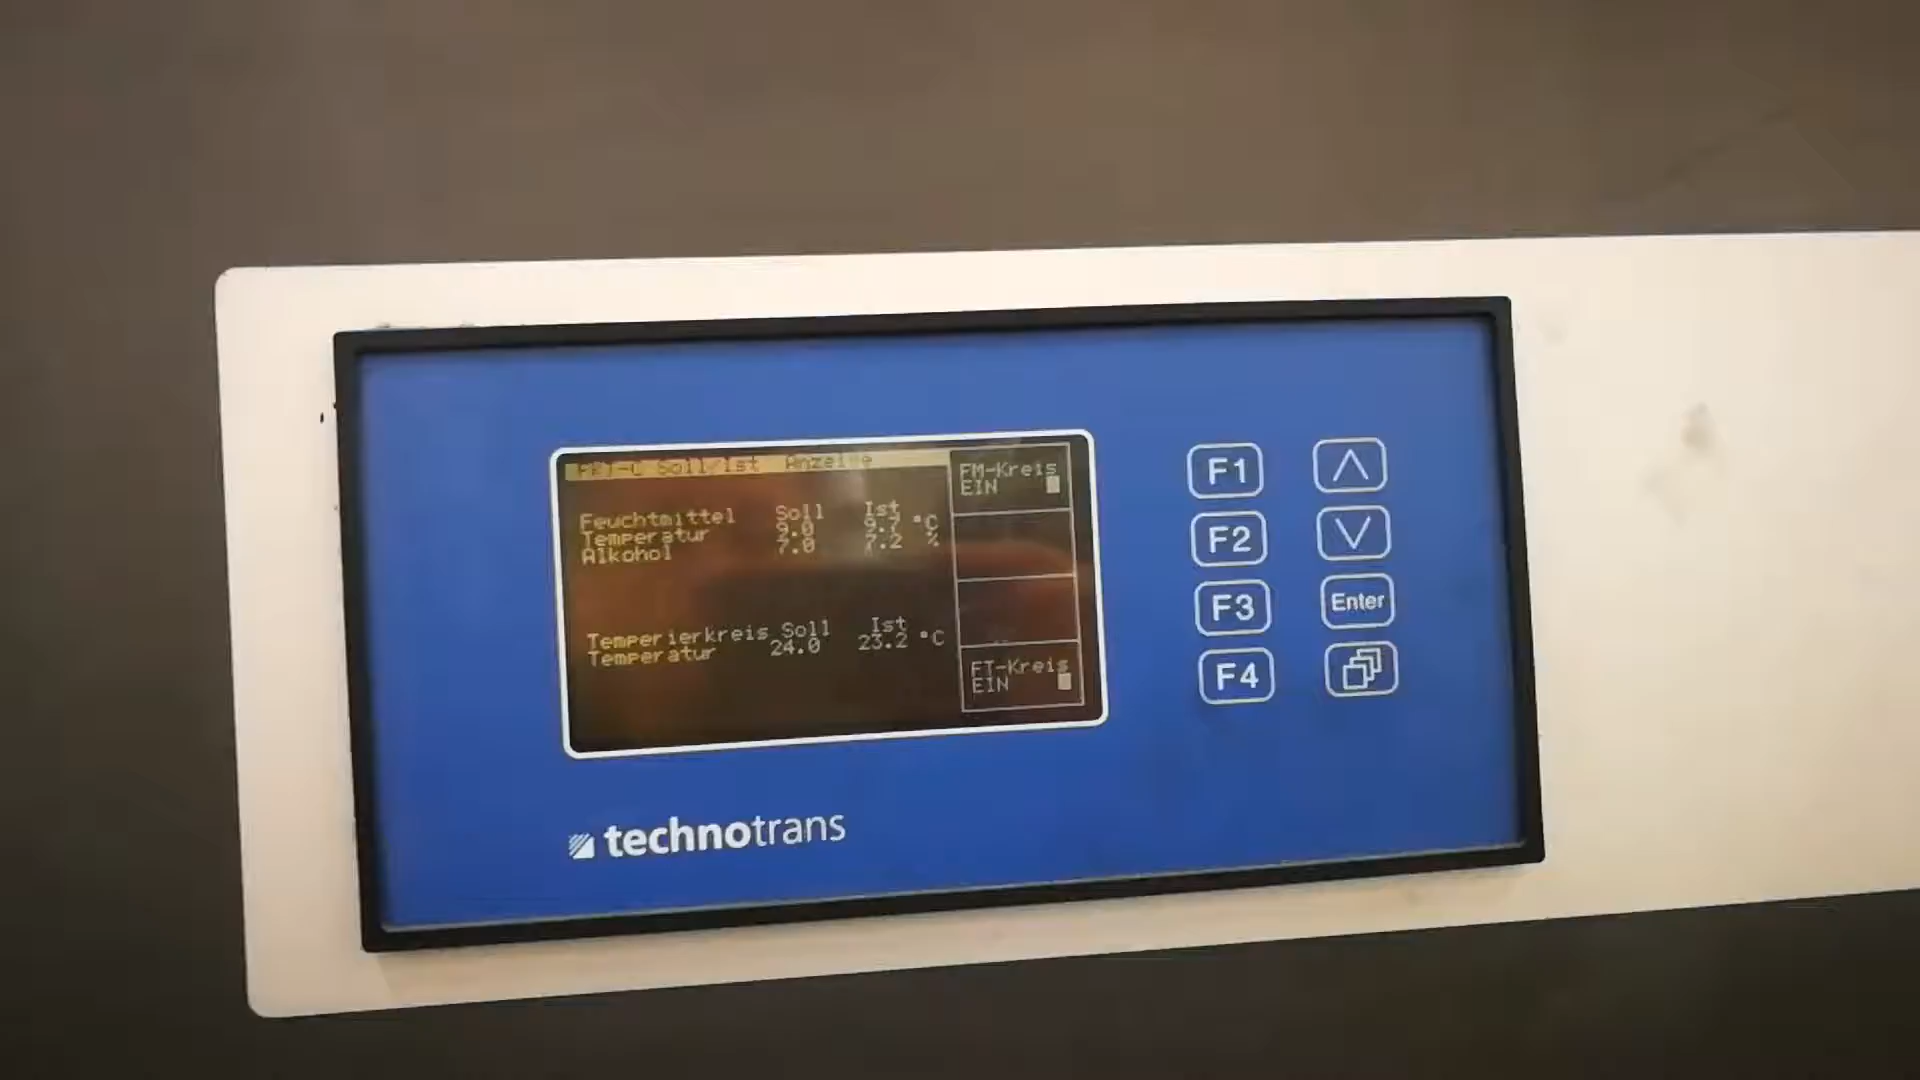 Soll/Ist Anzeige
FM-Kreis
EIN
Feuchtmittel Soll Ist
Temperatur 9.0 9.7 °C
Alkohol 7.0 7.2 %
Temperierkreis Soll Ist
Temperatur 24.0 23.2 °C
FT-Kreis
EIN
F1
F2
F3
Enter
F4
technotrans